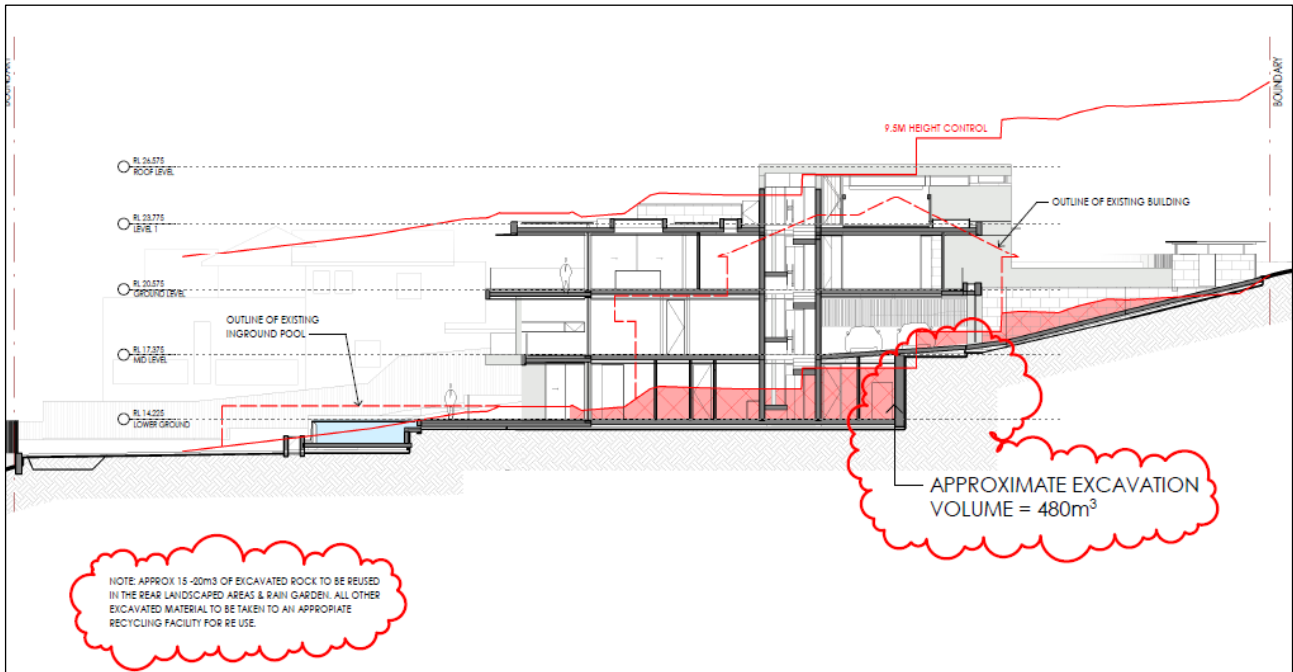 BOUNDARY
BOUNDARY
9.5M HEIGHT CONTROL
RL 26.575
ROOF LEVEL
OUTLINE OF EXISTING BUILDING
RL 23.775
LEVEL 1
RL 20.575
GROUND LEVEL
OUTLINE OF EXISTING
INGROUND POOL
RL 17.375
MID LEVEL
RL 14.225
LOWER GROUND
APPROXIMATE EXCAVATION
VOLUME = 480m³
NOTE: APPROX 15 -20m3 OF EXCAVATED ROCK TO BE REUSED
IN THE REAR LANDSCAPED AREAS & RAIN GARDEN. ALL OTHER
EXCAVATED MATERIAL TO BE TAKEN TO AN APPROPIATE
RECYCLING FACILITY FOR RE USE.